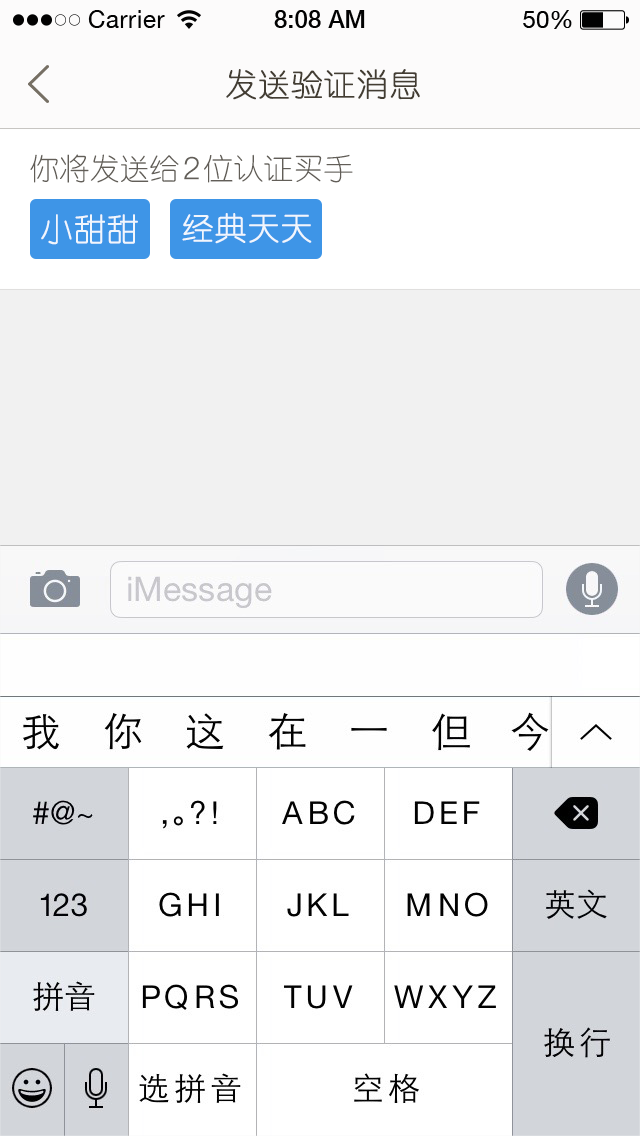 Carrier 8:08 AM 50%
发送验证消息
你将发送给2位认证买手
小甜甜 经典天天
iMessage
我 你 这 在 一 但 今
#@~ ,。?! ABC DEF
123 GHI JKL MNO 英文
拼音 PQRS TUV WXYZ
换行
选拼音 空格